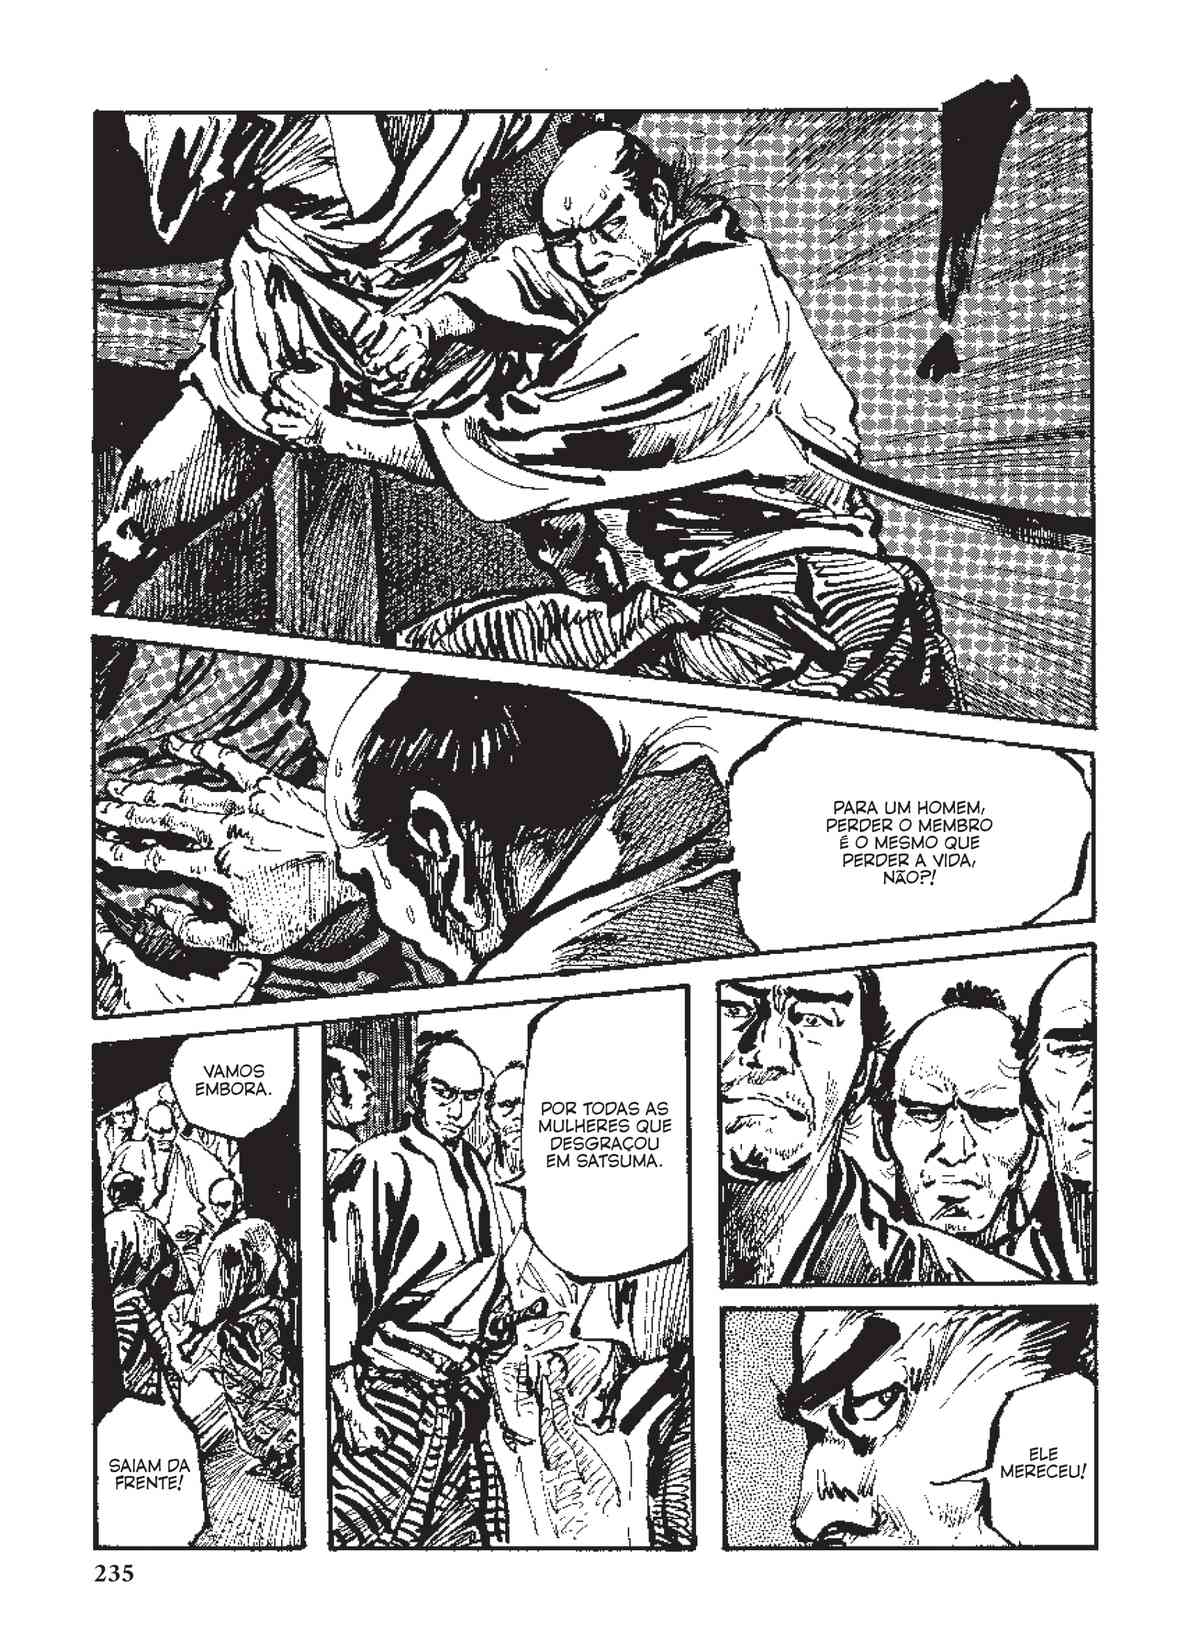 PARA UM HOMEM,
PERDER O MEMBRO
É O MESMO QUE
PERDER A VIDA,
NÃO?!
ELE
MERECEU!
POR TODAS AS
MULHERES QUE
DESGRAÇOU
EM SATSUMA.
VAMOS
EMBORA.
SAIAM DA
FRENTE!
235